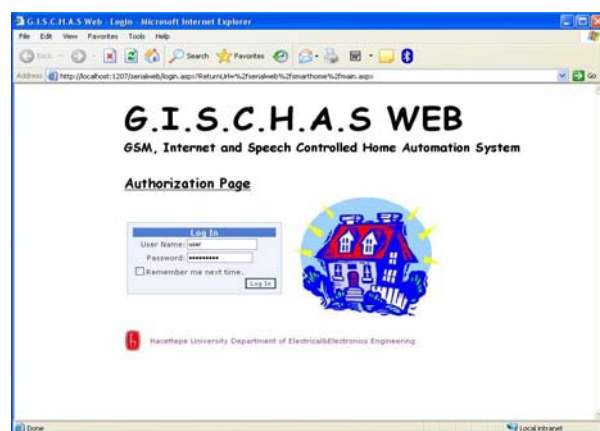 G.I.S.C.H.A.S Web - Login - Microsoft Internet Explorer
File Edit View Favorites Tools Help
Back Search Favorites
Address http://localhost:1207/serialweb/login.aspx?ReturnUrl=%2fserialweb%2fsmarthome%2fmain.aspx Go
G.I.S.C.H.A.S WEB
GSM, Internet and Speech Controlled Home Automation System
Authorization Page
Log In
User Name: user
Password: •••••••••
Remember me next time.
Log In
Hacettepe University Department of Electrical&Electronics Engineering
Done Local intranet